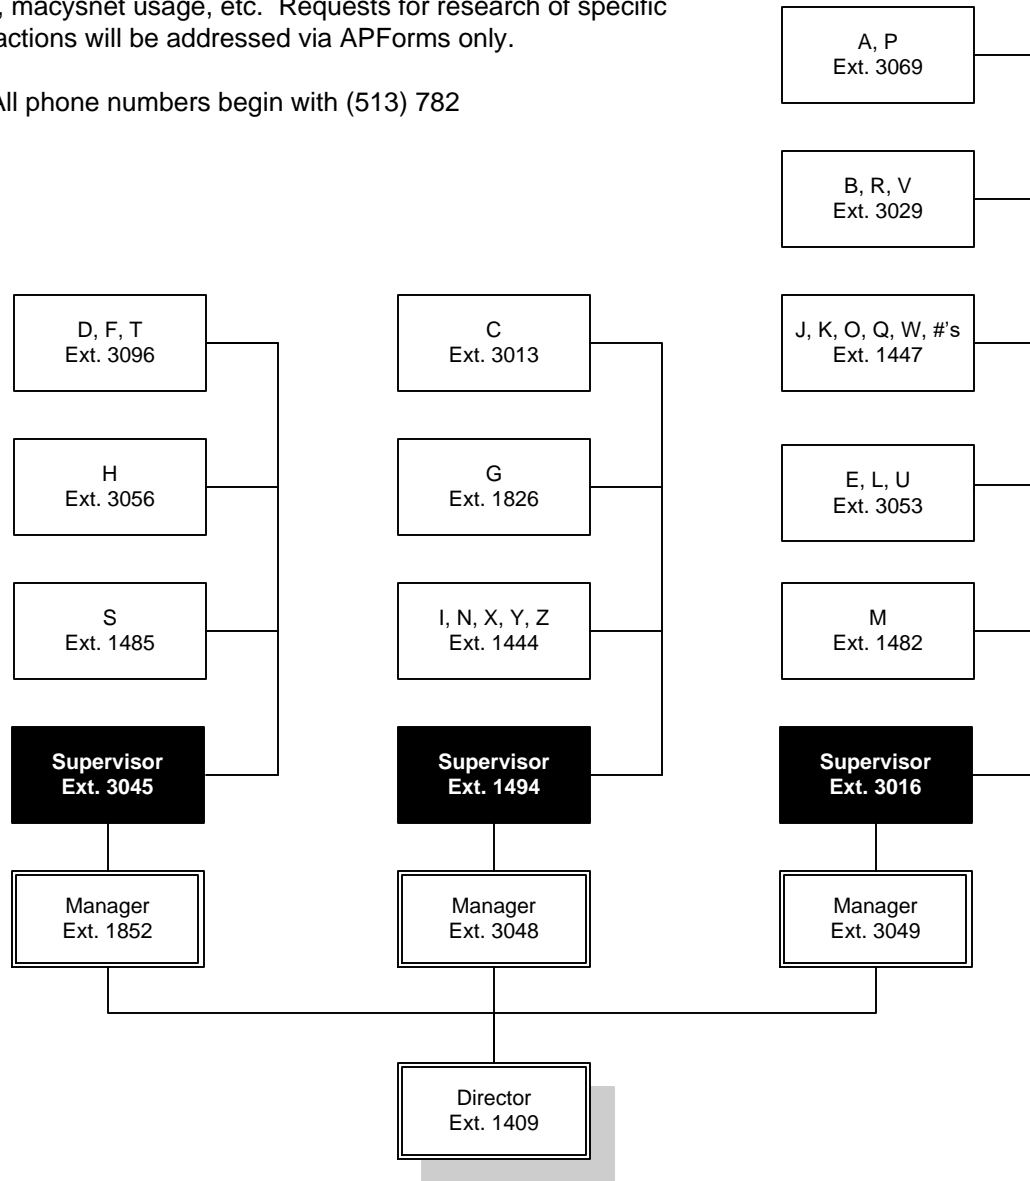 , macysnet usage, etc.  Requests for research of specific
actions will be addressed via APForms only.
All phone numbers begin with (513) 782
A, P
Ext. 3069
B, R, V
Ext. 3029
D, F, T
Ext. 3096
C
Ext. 3013
J, K, O, Q, W, #'s
Ext. 1447
H
Ext. 3056
G
Ext. 1826
E, L, U
Ext. 3053
S
Ext. 1485
I, N, X, Y, Z
Ext. 1444
M
Ext. 1482
Supervisor
Ext. 3045
Supervisor
Ext. 1494
Supervisor
Ext. 3016
Manager
Ext. 1852
Manager
Ext. 3048
Manager
Ext. 3049
Director
Ext. 1409